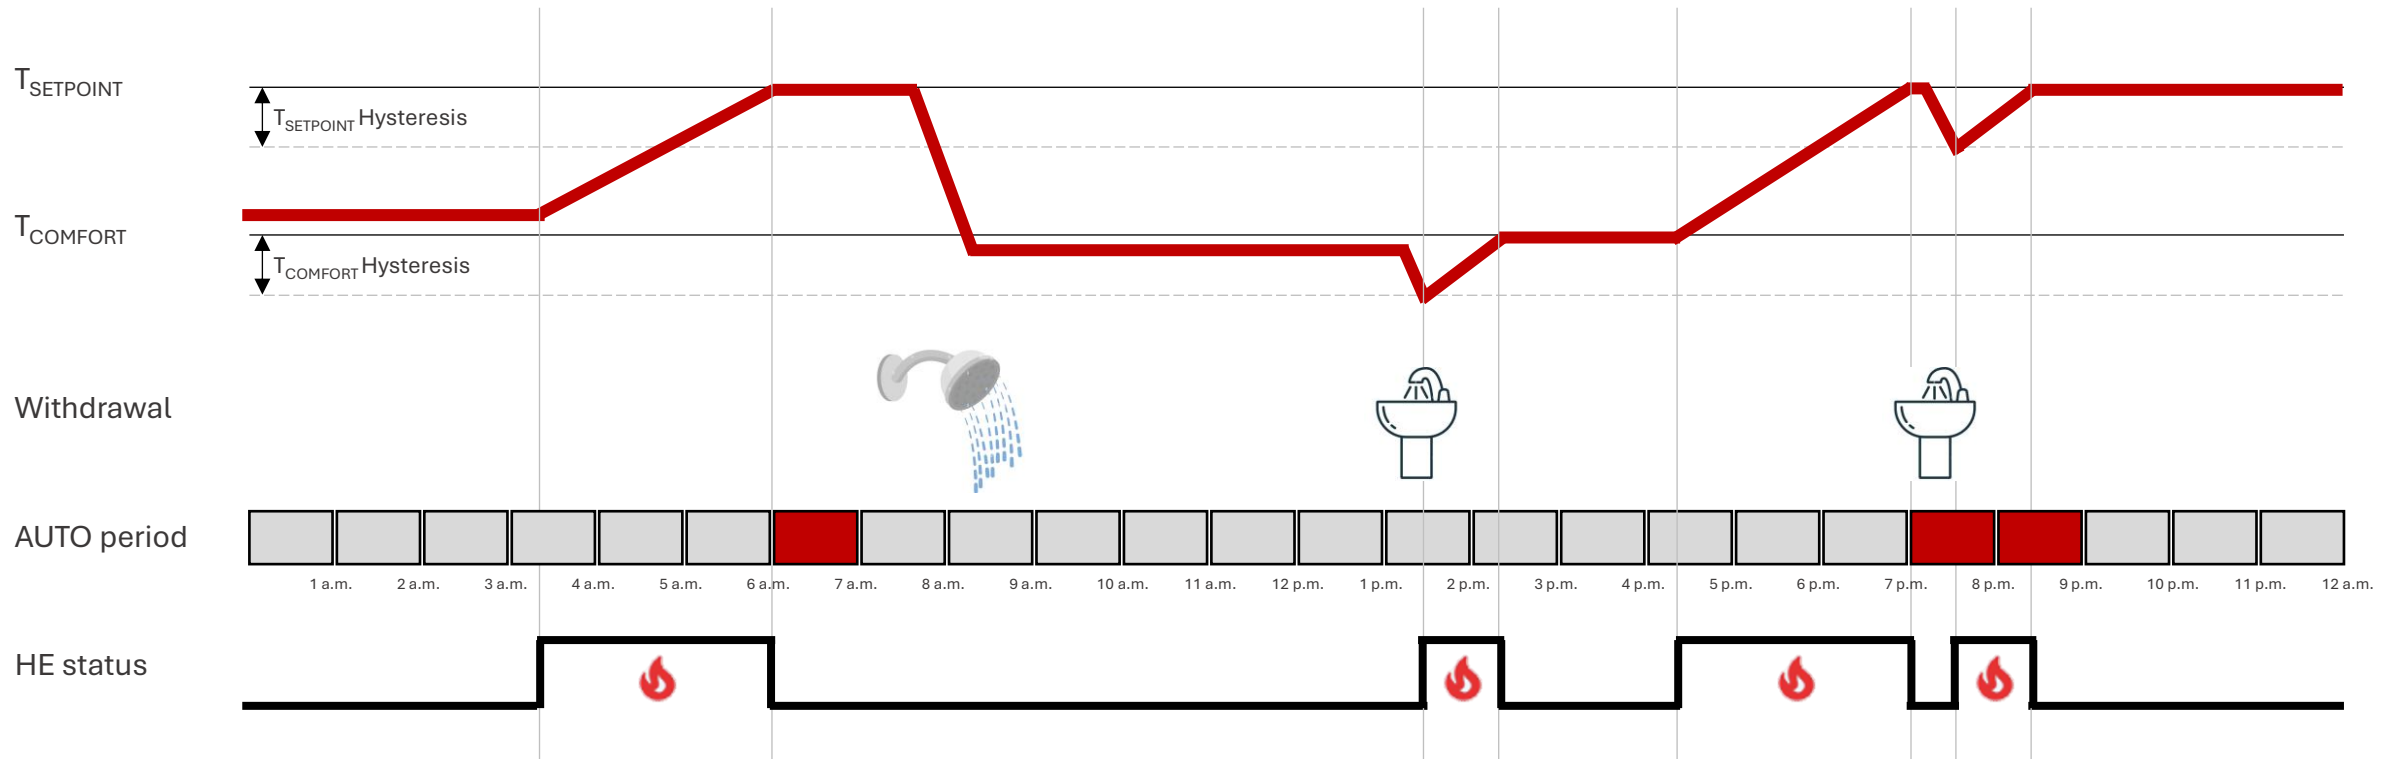 TSETPOINT
TSETPOINT Hysteresis
TCOMFORT
TCOMFORT Hysteresis
Withdrawal
AUTO period
1 a.m. 2 a.m. 3 a.m. 4 a.m. 5 a.m. 6 a.m. 7 a.m. 8 a.m. 9 a.m. 10 a.m. 11 a.m. 12 p.m. 1 p.m. 2 p.m. 3 p.m. 4 p.m. 5 p.m. 6 p.m. 7 p.m. 8 p.m. 9 p.m. 10 p.m. 11 p.m. 12 a.m.
HE status